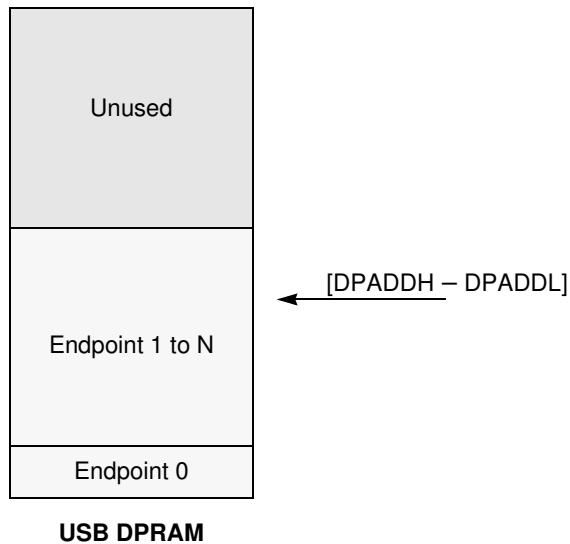 Unused
[DPADDH – DPADDL]
Endpoint 1 to N
Endpoint 0
USB DPRAM